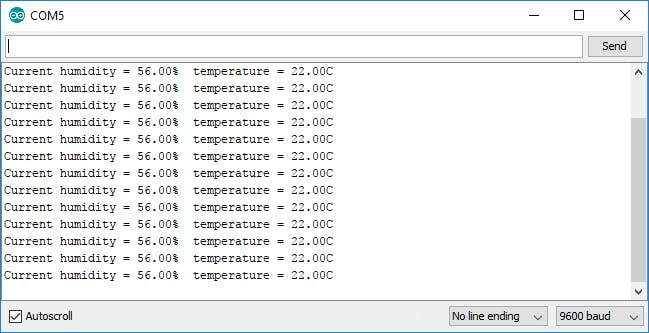 COM5
Send
Current humidity = 56.00%  temperature = 22.00C
Current humidity = 56.00%  temperature = 22.00C
Current humidity = 56.00%  temperature = 22.00C
Current humidity = 56.00%  temperature = 22.00C
Current humidity = 56.00%  temperature = 22.00C
Current humidity = 56.00%  temperature = 22.00C
Current humidity = 56.00%  temperature = 22.00C
Current humidity = 56.00%  temperature = 22.00C
Current humidity = 56.00%  temperature = 22.00C
Current humidity = 56.00%  temperature = 22.00C
Current humidity = 56.00%  temperature = 22.00C
Current humidity = 56.00%  temperature = 22.00C
Current humidity = 56.00%  temperature = 22.00C
Autoscroll No line ending 9600 baud